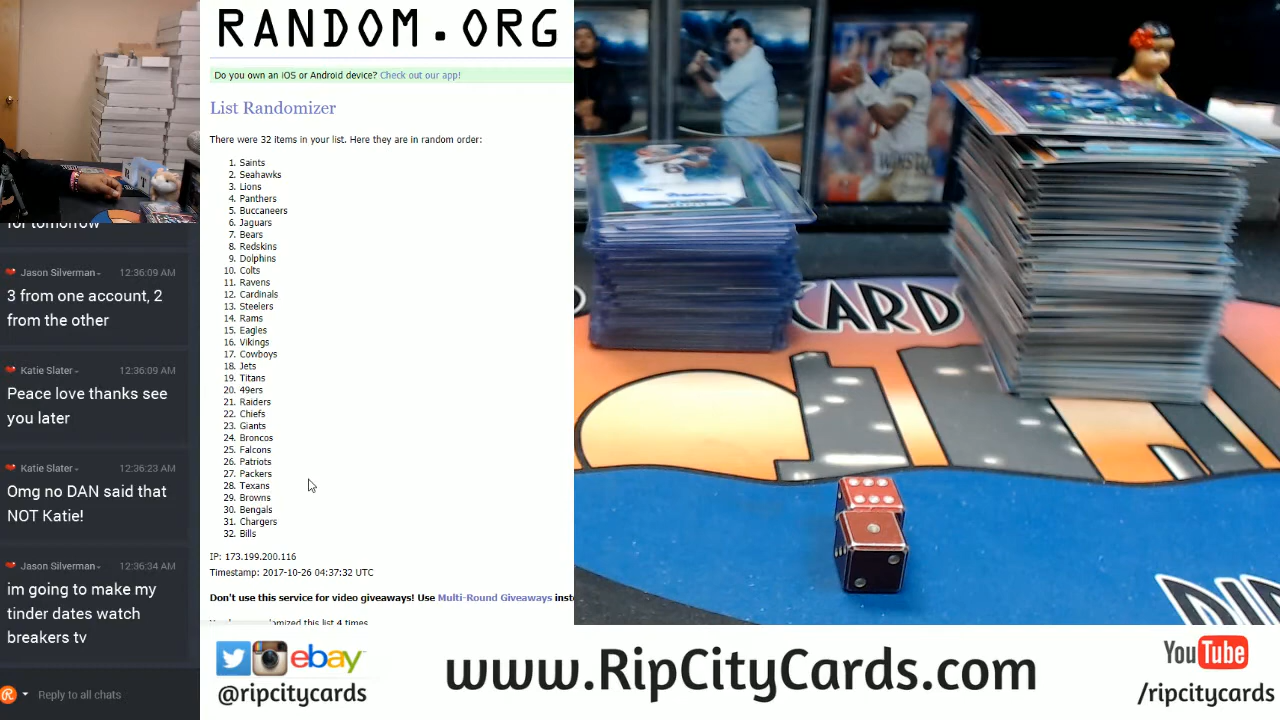 RANDOM.ORG
Do you own an iOS or Android device? Check out our app!
List Randomizer
There were 32 items in your list. Here they are in random order:
1. Saints
2. Seahawks
3. Lions
4. Panthers
5. Buccaneers
6. Jaguars
7. Bears
8. Redskins
9. Dolphins
10. Colts
11. Ravens
12. Cardinals
13. Steelers
14. Rams
15. Eagles
16. Vikings
17. Cowboys
18. Jets
19. Titans
20. 49ers
21. Raiders
22. Chiefs
23. Giants
24. Broncos
25. Falcons
26. Patriots
27. Packers
28. Texans
29. Browns
30. Bengals
31. Chargers
32. Bills
IP: 173.199.200.116
Timestamp: 2017-10-26 04:37:32 UTC
Don't use this service for video giveaways! Use Multi-Round Giveaways inst
for tomorrow
Jason Silverman 12:36:09 AM
3 from one account, 2
from the other
Katie Slater 12:36:09 AM
Peace love thanks see
you later
Katie Slater 12:36:23 AM
Omg no DAN said that
NOT Katie!
Jason Silverman 12:36:34 AM
im going to make my
tinder dates watch
breakers tv
Reply to all chats
WINSTON
CARD
RIP
ebay
@ripcitycards
www.RipCityCards.com
YouTube
/ripcitycards